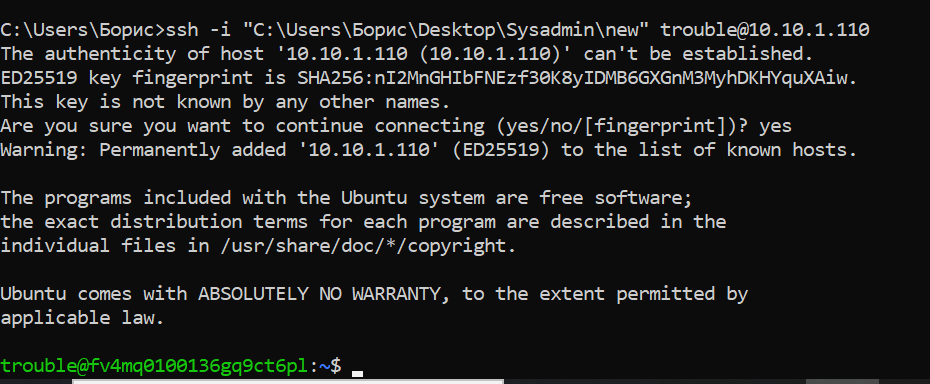 C:\Users\Борис>ssh -i "C:\Users\Борис\Desktop\Sysadmin\new" trouble@10.10.1.110
The authenticity of host '10.10.1.110 (10.10.1.110)' can't be established.
ED25519 key fingerprint is SHA256:nI2MnGHIbFNEzf30K8yIDMB6GXGnM3MyhDKHYquXAiw.
This key is not known by any other names.
Are you sure you want to continue connecting (yes/no/[fingerprint])? yes
Warning: Permanently added '10.10.1.110' (ED25519) to the list of known hosts.
The programs included with the Ubuntu system are free software;
the exact distribution terms for each program are described in the
individual files in /usr/share/doc/*/copyright.
Ubuntu comes with ABSOLUTELY NO WARRANTY, to the extent permitted by
applicable law.
trouble@fv4mq0100136gq9ct6pl:~$